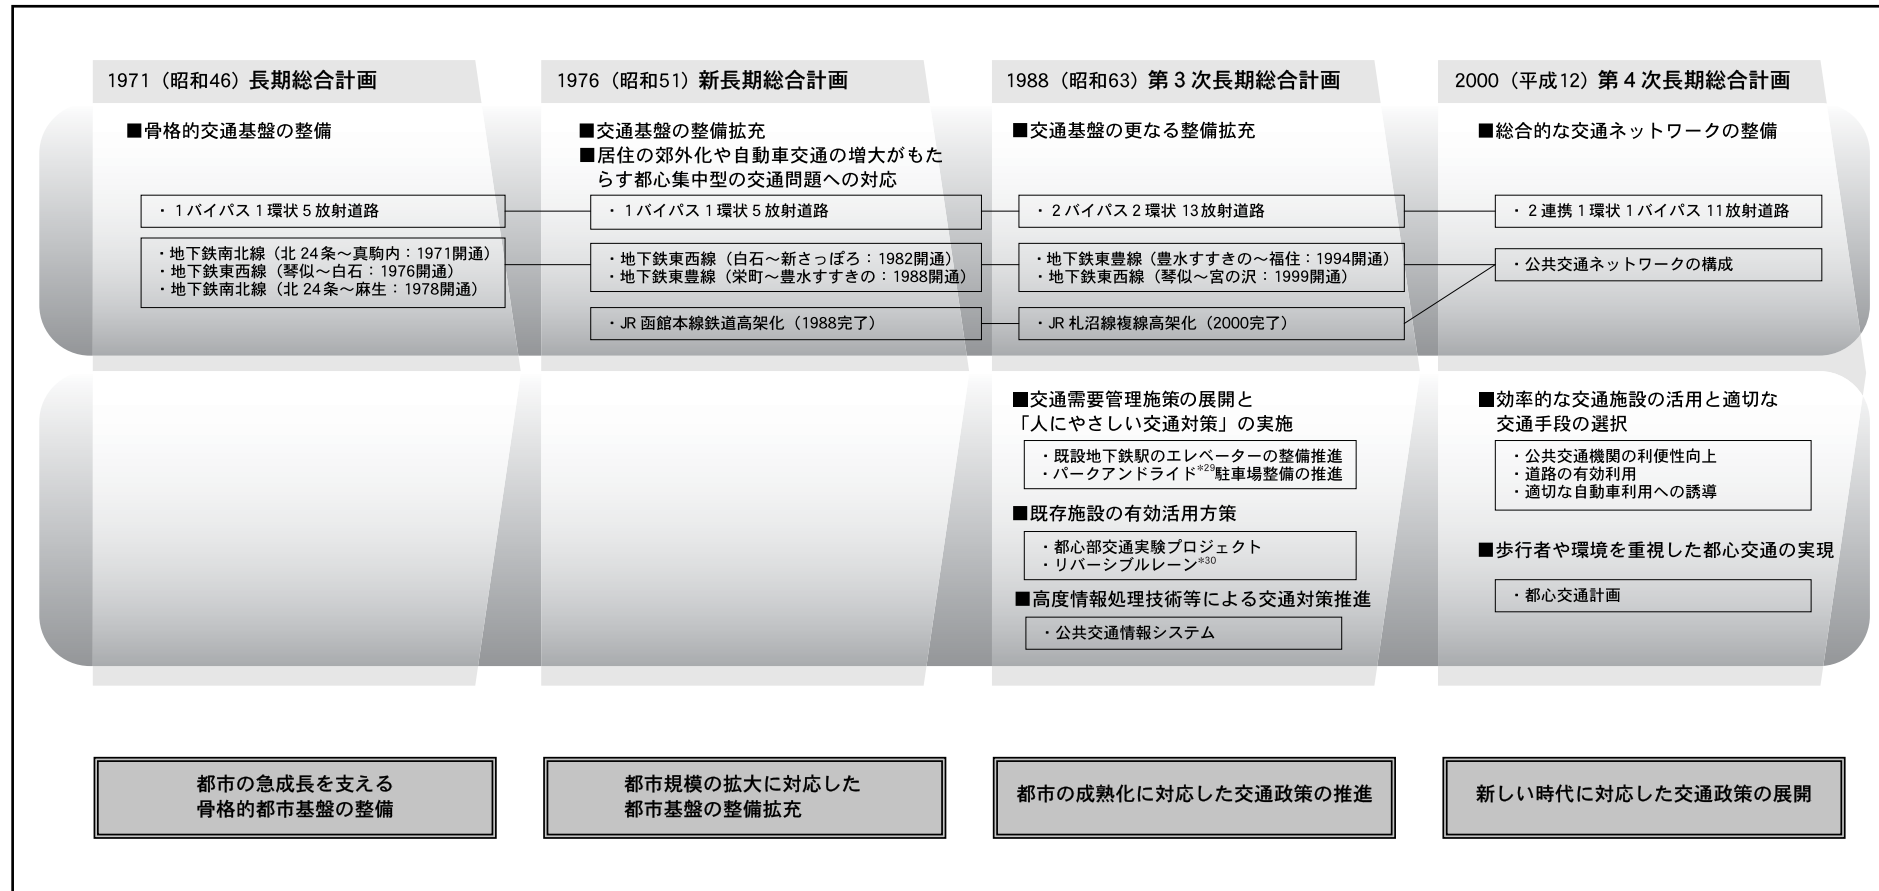 1971（昭和46）長期総合計画
■骨格的交通基盤の整備
・1バイパス1環状5放射道路
・地下鉄南北線（北24条～真駒内：1971開通）
・地下鉄東西線（琴似～白石：1976開通）
・地下鉄南北線（北24条～麻生：1978開通）
1976（昭和51）新長期総合計画
■交通基盤の整備拡充
■居住の郊外化や自動車交通の増大がもた
らす都心集中型の交通問題への対応
・1バイパス1環状5放射道路
・地下鉄東西線（白石～新さっぽろ：1982開通）
・地下鉄東豊線（栄町～豊水すすきの：1988開通）
・JR函館本線鉄道高架化（1988完了）
1988（昭和63）第3次長期総合計画
■交通基盤の更なる整備拡充
・2バイパス2環状13放射道路
・地下鉄東豊線（豊水すすきの～福住：1994開通）
・地下鉄東西線（琴似～宮の沢：1999開通）
・JR札沼線複線高架化（2000完了）
■交通需要管理施策の展開と
「人にやさしい交通対策」の実施
・既設地下鉄駅のエレベーターの整備推進
・パークアンドライド*29駐車場整備の推進
■既存施設の有効活用方策
・都心部交通実験プロジェクト
・リバーシブルレーン*30
■高度情報処理技術等による交通対策推進
・公共交通情報システム
2000（平成12）第4次長期総合計画
■総合的な交通ネットワークの整備
・2連携1環状1バイパス11放射道路
・公共交通ネットワークの構成
■効率的な交通施設の活用と適切な
交通手段の選択
・公共交通機関の利便性向上
・道路の有効利用
・適切な自動車利用への誘導
■歩行者や環境を重視した都心交通の実現
・都心交通計画
都市の急成長を支える
骨格的都市基盤の整備
都市規模の拡大に対応した
都市基盤の整備拡充
都市の成熟化に対応した交通政策の推進
新しい時代に対応した交通政策の展開